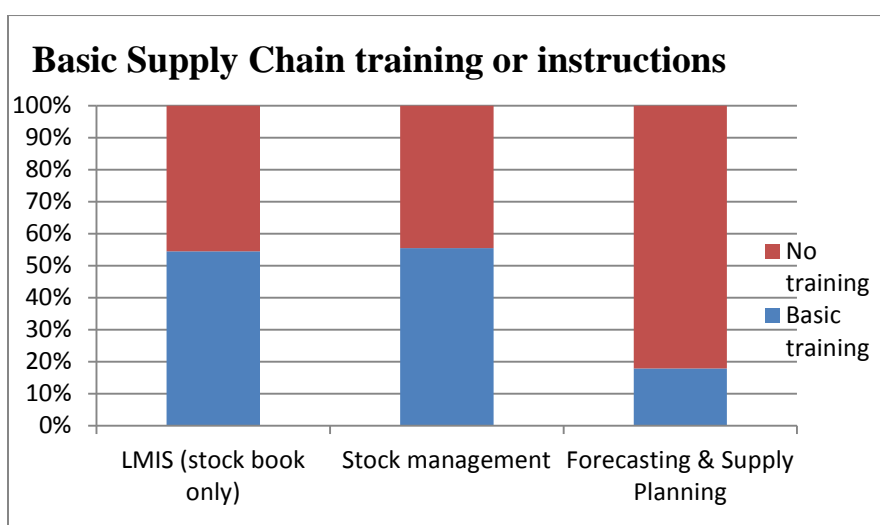 Basic Supply Chain training or instructions
100%
90%
80%
70%
60%
50%
40%
30%
20%
10%
0%
LMIS (stock book
only)
Stock management
Forecasting & Supply
Planning
No
training
Basic
training